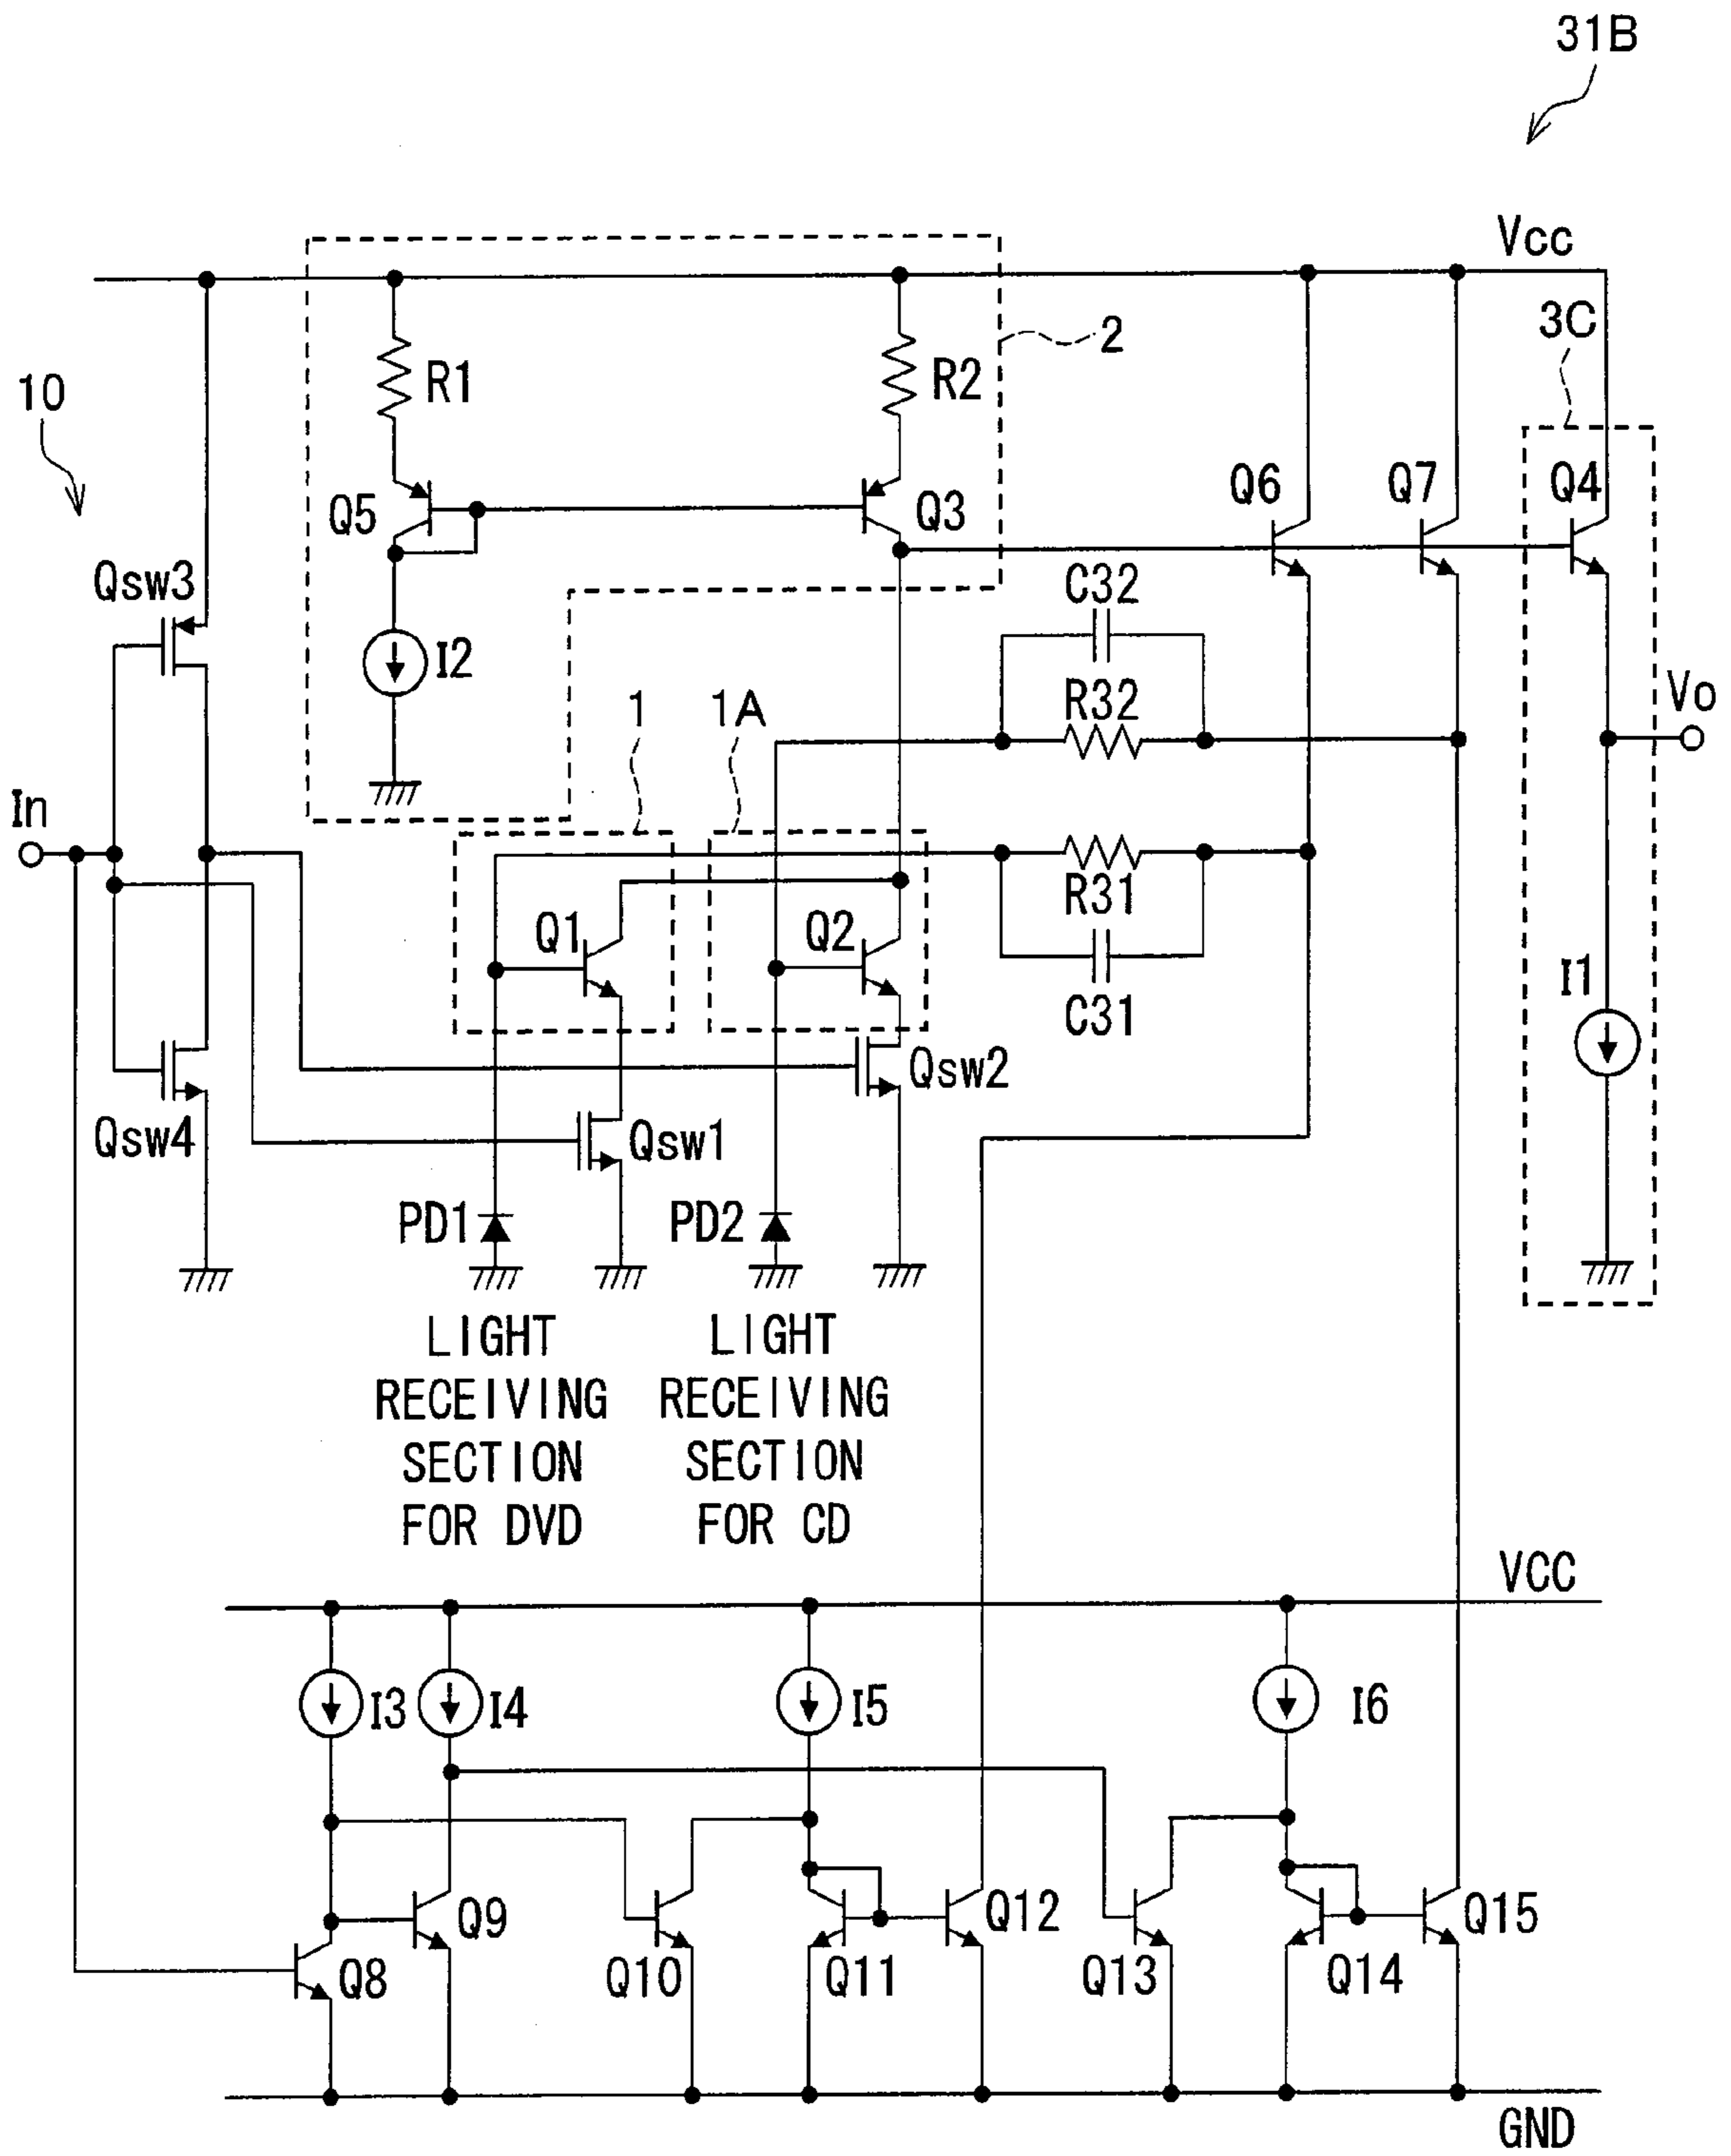 31B
Vcc
3C
2
R1
R2
10
Q6
Q7
Q4
Q5
Q3
Qsw3
C32
I2
R32
Vo
1
1A
In
R31
Q1
Q2
C31
I1
Qsw2
Qsw4
Qsw1
PD1
PD2
LIGHT
RECEIVING
SECTION
FOR DVD
LIGHT
RECEIVING
SECTION
FOR CD
VCC
I3
I4
I5
I6
Q9
Q12
Q15
Q8
Q10
Q11
Q13
Q14
GND